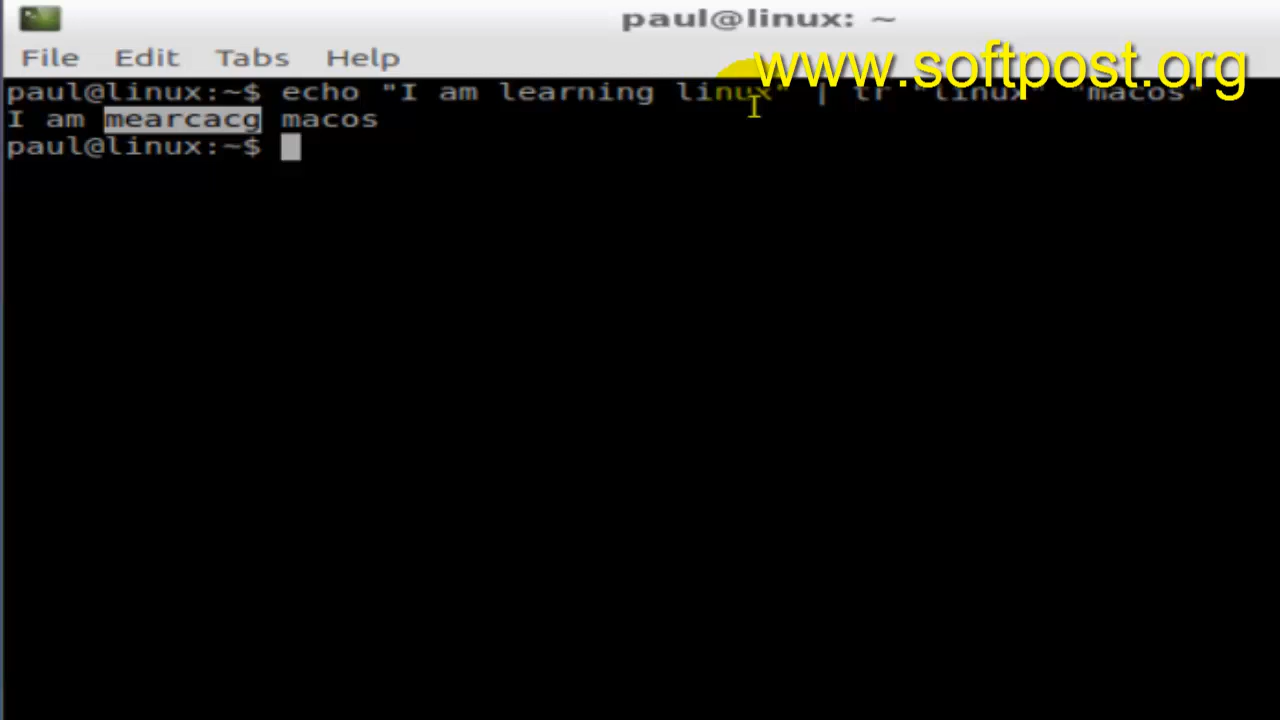 paul@linux: ~
File Edit Tabs Help
www.softpost.org
paul@linux:~$ echo "I am learning linux" | tr "linux" "macos"
I am mearcacg macos
paul@linux:~$